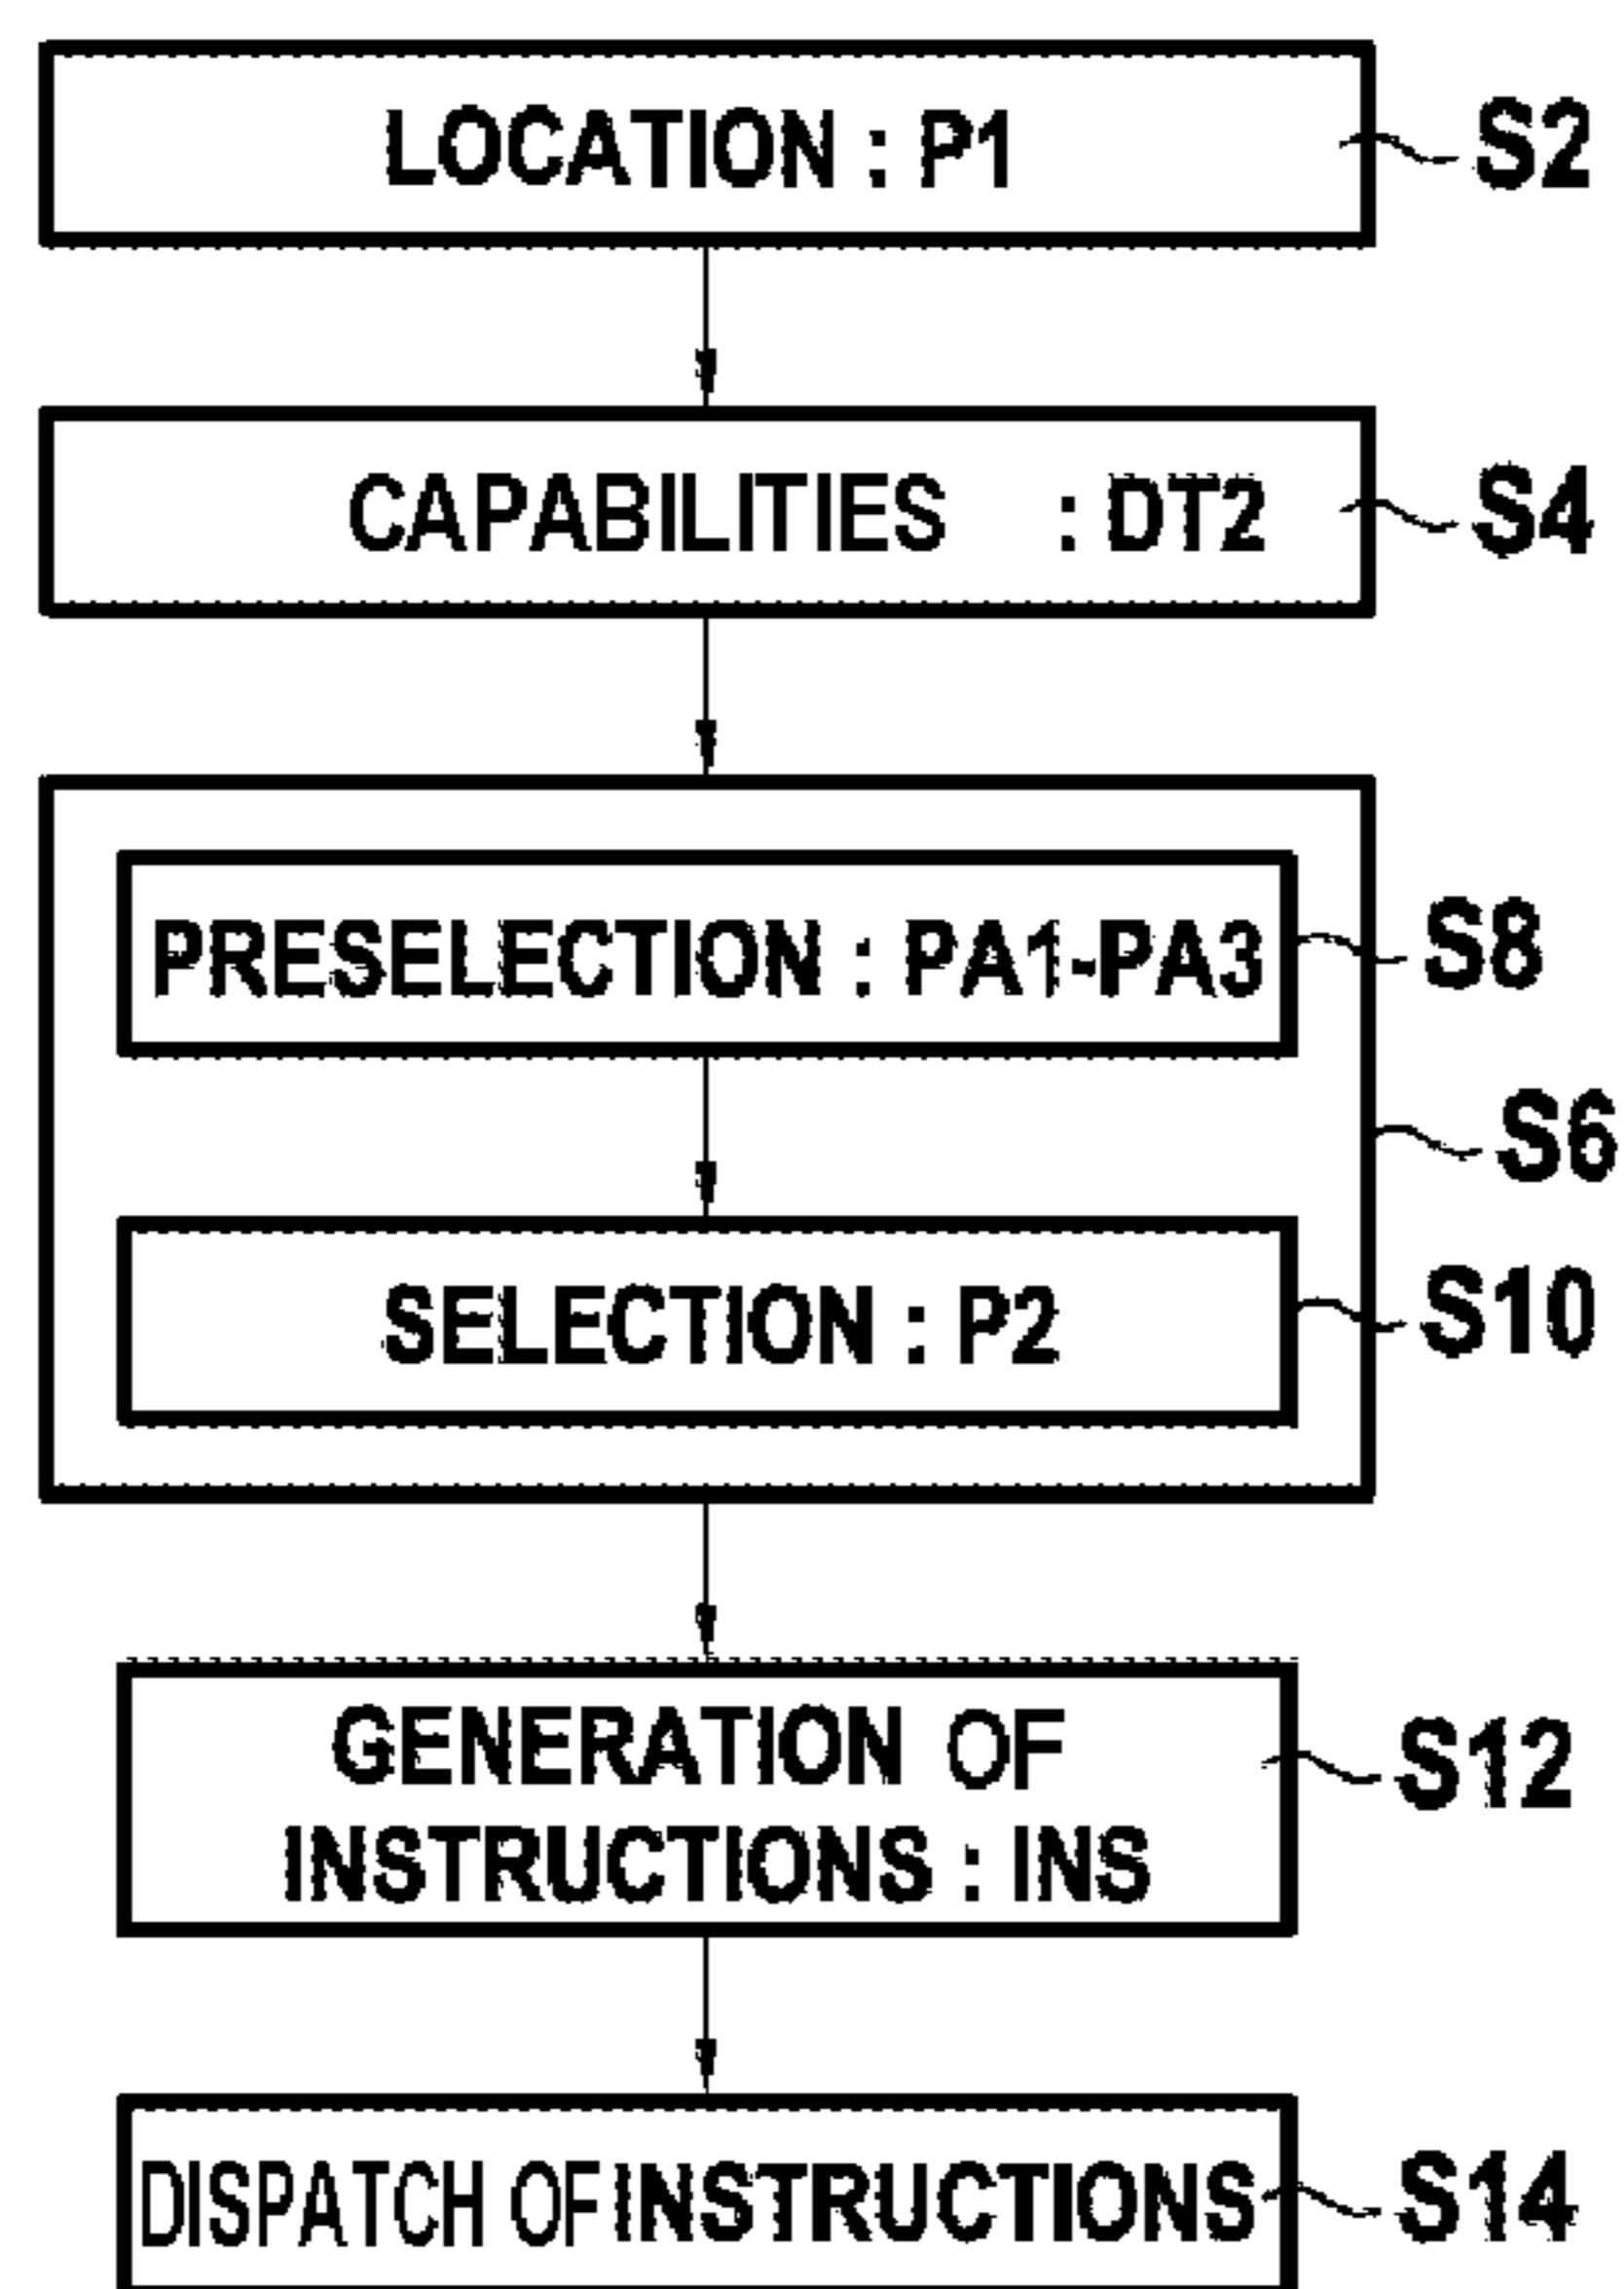 LOCATION : P1 S2
CAPABILITIES : DT2 S4
PRESELECTION : PA1-PA3 S8
S6
SELECTION : P2 S10
GENERATION OF
INSTRUCTIONS : INS
S12
DISPATCH OF INSTRUCTIONS S14